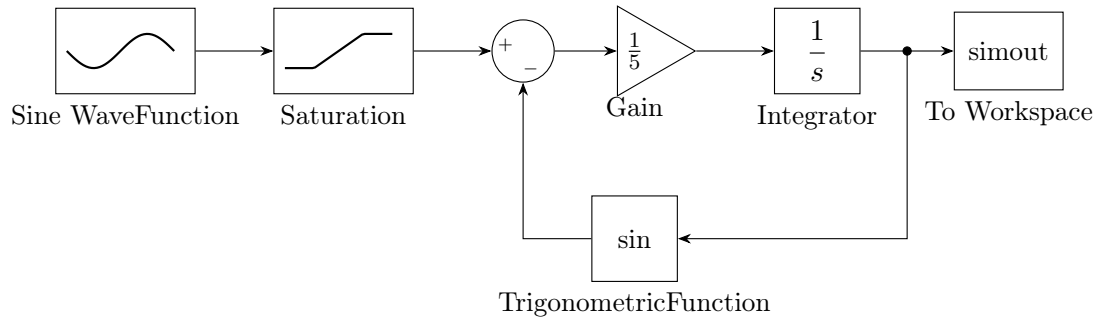 +
−
1
5
1
s
simout
Sine WaveFunction
Saturation
Gain
Integrator
To Workspace
sin
TrigonometricFunction